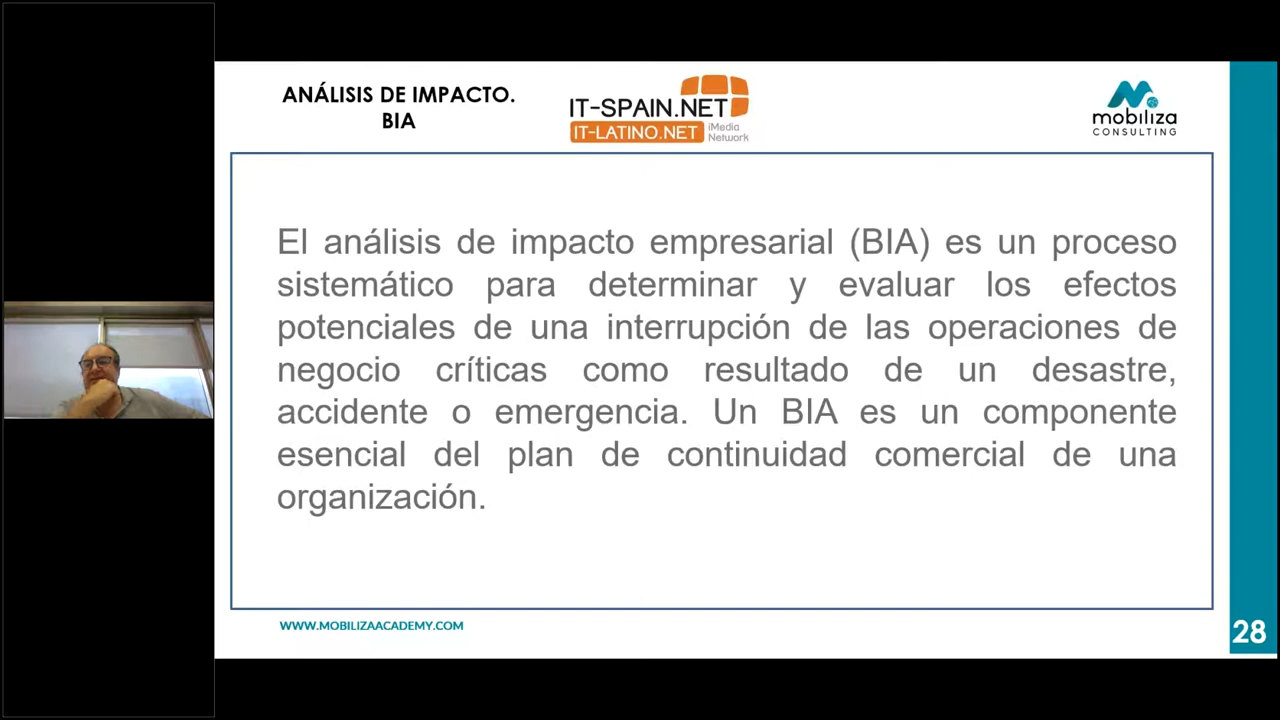 ANÁLISIS DE IMPACTO.
BIA
IT-SPAIN.NET
IT-LATINO.NET
iMedia
Network
mobiliza
CONSULTING
El análisis de impacto empresarial (BIA) es un proceso
sistemático para determinar y evaluar los efectos
potenciales de una interrupción de las operaciones de
negocio críticas como resultado de un desastre,
accidente o emergencia. Un BIA es un componente
esencial del plan de continuidad comercial de una
organización.
WWW.MOBILIZAACADEMY.COM
28